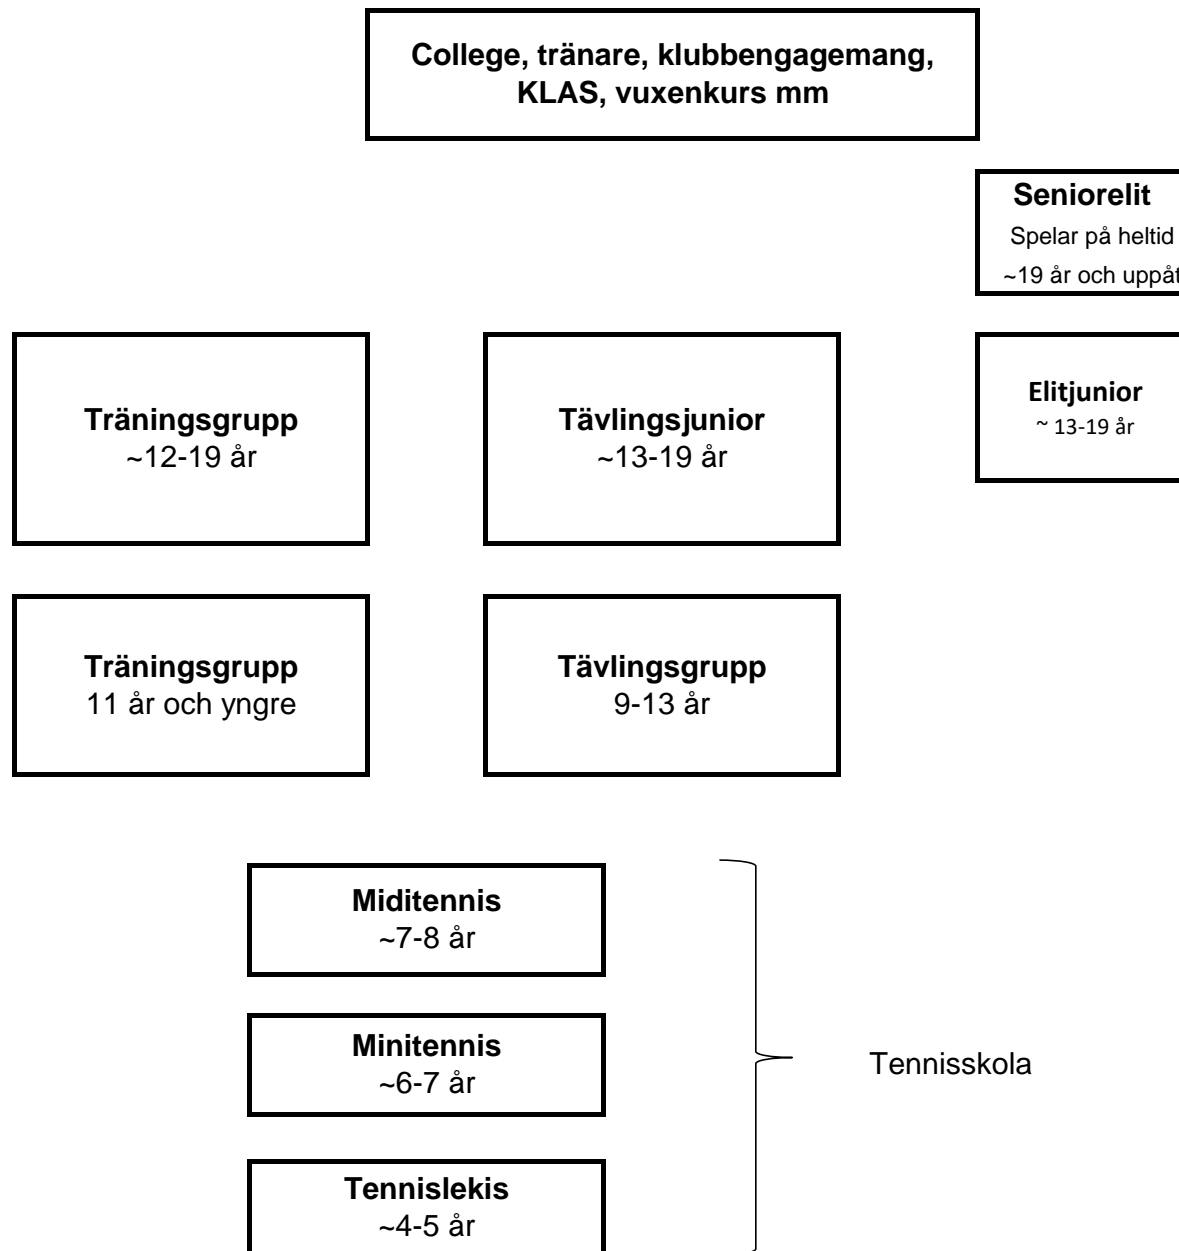 College, tränare, klubbengagemang,
KLAS, vuxenkurs mm
Seniorelit
Spelar på heltid
~19 år och uppåt
Träningsgrupp
~12-19 år
Tävlingsjunior
~13-19 år
Elitjunior
~ 13-19 år
Träningsgrupp
11 år och yngre
Tävlingsgrupp
9-13 år
Miditennis
~7-8 år
Minitennis
~6-7 år
Tennisskola
Tennislekis
~4-5 år